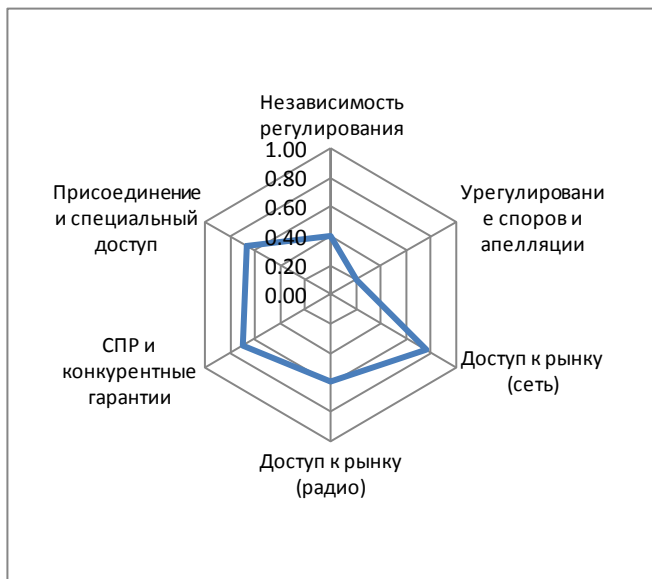 Независимость
регулирования
1.00
0.80
0.60
0.40
0.20
0.00
Урегулировани
е споров и
апелляции
Доступ к рынку
(сеть)
Доступ к рынку
(радио)
СПР и
конкурентные
гарантии
Присоединение
и специальный
доступ